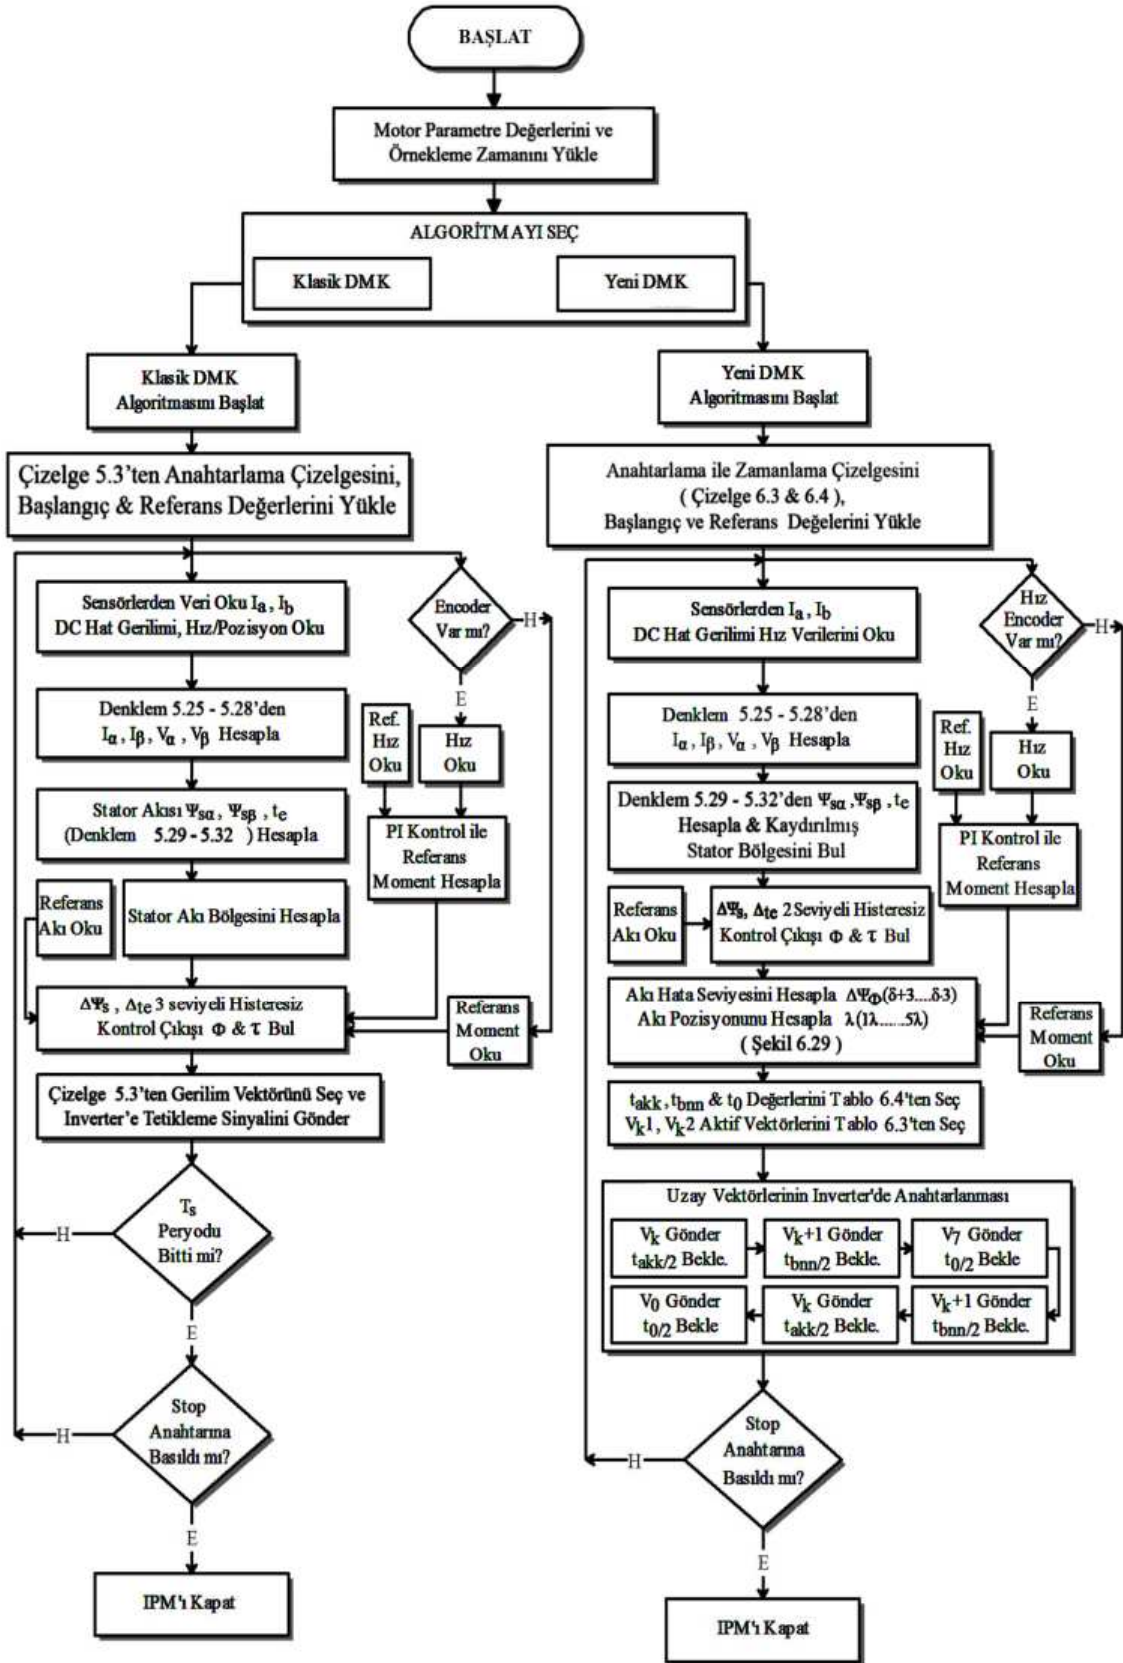 BAŞLAT
Motor Parametre Değerlerini ve
Örnekleme Zamanını Yükle
ALGORİTMAYI SEÇ
Klasik DMK
Yeni DMK
Klasik DMK
Algoritmasını Başlat
Çizelge 5.3’ten Anahtarlama Çizelgesini,
Başlangıç & Referans Değerlerini Yükle
Sensörlerden Veri Oku Ia , Ib
DC Hat Gerilimi, Hız/Pozisyon Oku
Encoder
Var mı?
H
E
Denklem 5.25 - 5.28’den
Iα , Iβ , Vα , Vβ Hesapla
Ref.
Hız
Oku
Hız
Oku
Stator Akısı Ψsα , Ψsβ , te
(Denklem 5.29 - 5.32 ) Hesapla
PI Kontrol ile
Referans
Moment Hesapla
Referans
Akı Oku
Stator Akı Bölgesini Hesapla
ΔΨs , Δte 3 seviyeli Histeresiz
Kontrol Çıkışı Φ & τ Bul
Referans
Moment
Oku
Çizelge 5.3’ten Gerilim Vektörünü Seç ve
Inverter’e Tetikleme Sinyalini Gönder
Ts
Peryodu
Bitti mi?
H
E
Stop
Anahtarına
Basıldı mı?
H
E
IPM'ı Kapat
Yeni DMK
Algoritmasını Başlat
Anahtarlama ile Zamanlama Çizelgesini
( Çizelge 6.3 & 6.4 ),
Başlangıç ve Referans Değelerini Yükle
Sensörlerden Ia , Ib
DC Hat Gerilimi Hız Verilerini Oku
Hız
Encoder
Var mı?
H
E
Denklem 5.25 - 5.28’den
Iα , Iβ , Vα , Vβ Hesapla
Ref.
Hız
Oku
Hız
Oku
Denklem 5.29 - 5.32’den Ψsα ,Ψsβ , te
Hesapla & Kaydırılmış
Stator Bölgesini Bul
PI Kontrol ile
Referans
Moment Hesapla
Referans
Akı Oku
ΔΨs, Δte 2 Seviyeli Histeresiz
Kontrol Çıkışı Φ & τ Bul
Akı Hata Seviyesini Hesapla ΔΨΦ(δ+3....δ-3)
Akı Pozisyonunu Hesapla λ(1λ......5λ)
( Şekil 6.29 )
Referans
Moment
Oku
takk , tbnn & t0 Değerlerini Tablo 6.4’ten Seç
Vk1, Vk2 Aktif Vektörlerini Tablo 6.3’ten Seç
Uzay Vektörlerinin Inverter'de Anahtarlanması
Vk Gönder
takk/2 Bekle.
Vk+1 Gönder
tbnn/2 Bekle.
V7 Gönder
t0/2 Bekle
V0 Gönder
t0/2 Bekle
Vk Gönder
takk/2 Bekle.
Vk+1 Gönder
tbnn/2 Bekle.
Stop
Anahtarına
Basıldı mı?
H
E
IPM'ı Kapat